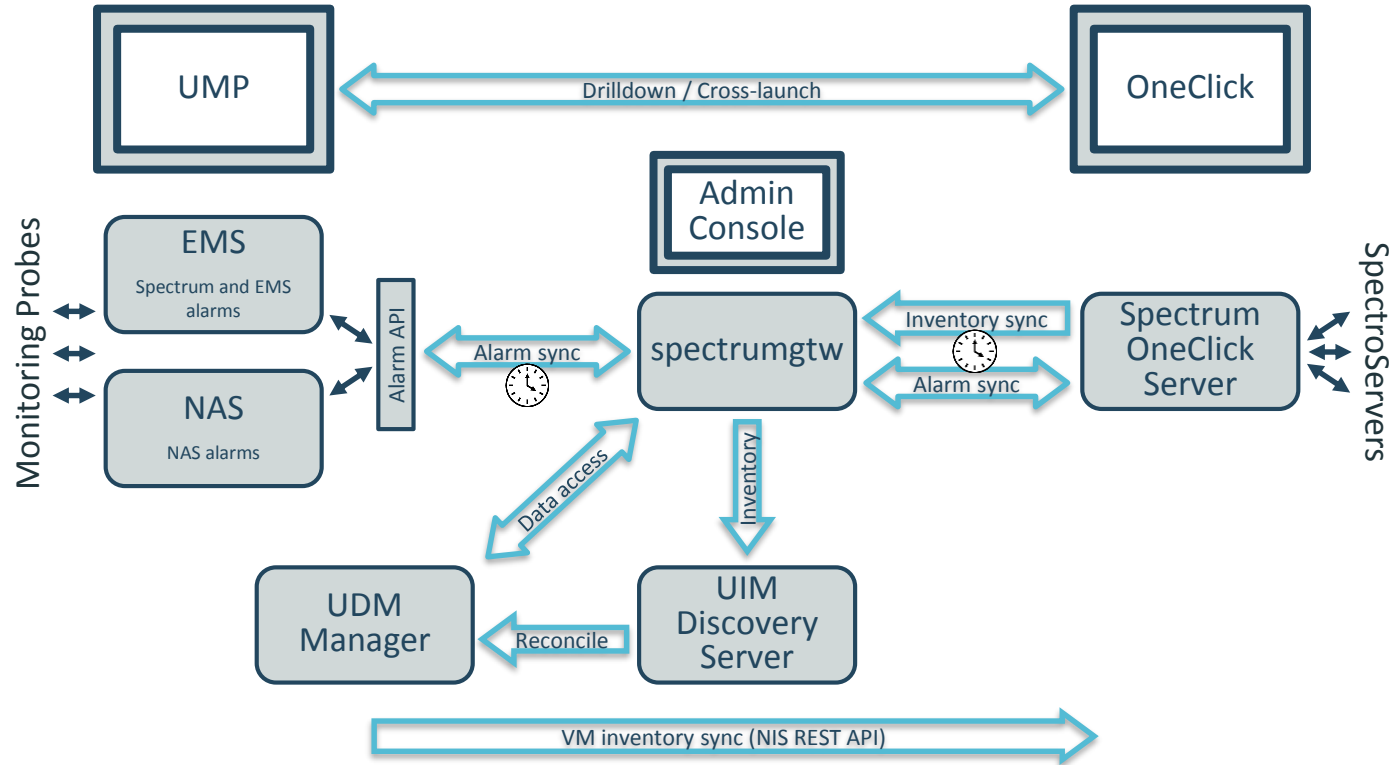 UMP
Drilldown / Cross-launch
OneClick
Admin
Console
Monitoring Probes
EMS
Spectrum and EMS
alarms
NAS
NAS alarms
Alarm API
Alarm sync
spectrumgtw
Inventory sync
Alarm sync
Spectrum
OneClick
Server
SpectroServers
Data access
Inventory
UDM
Manager
Reconcile
UIM
Discovery
Server
VM inventory sync (NIS REST API)